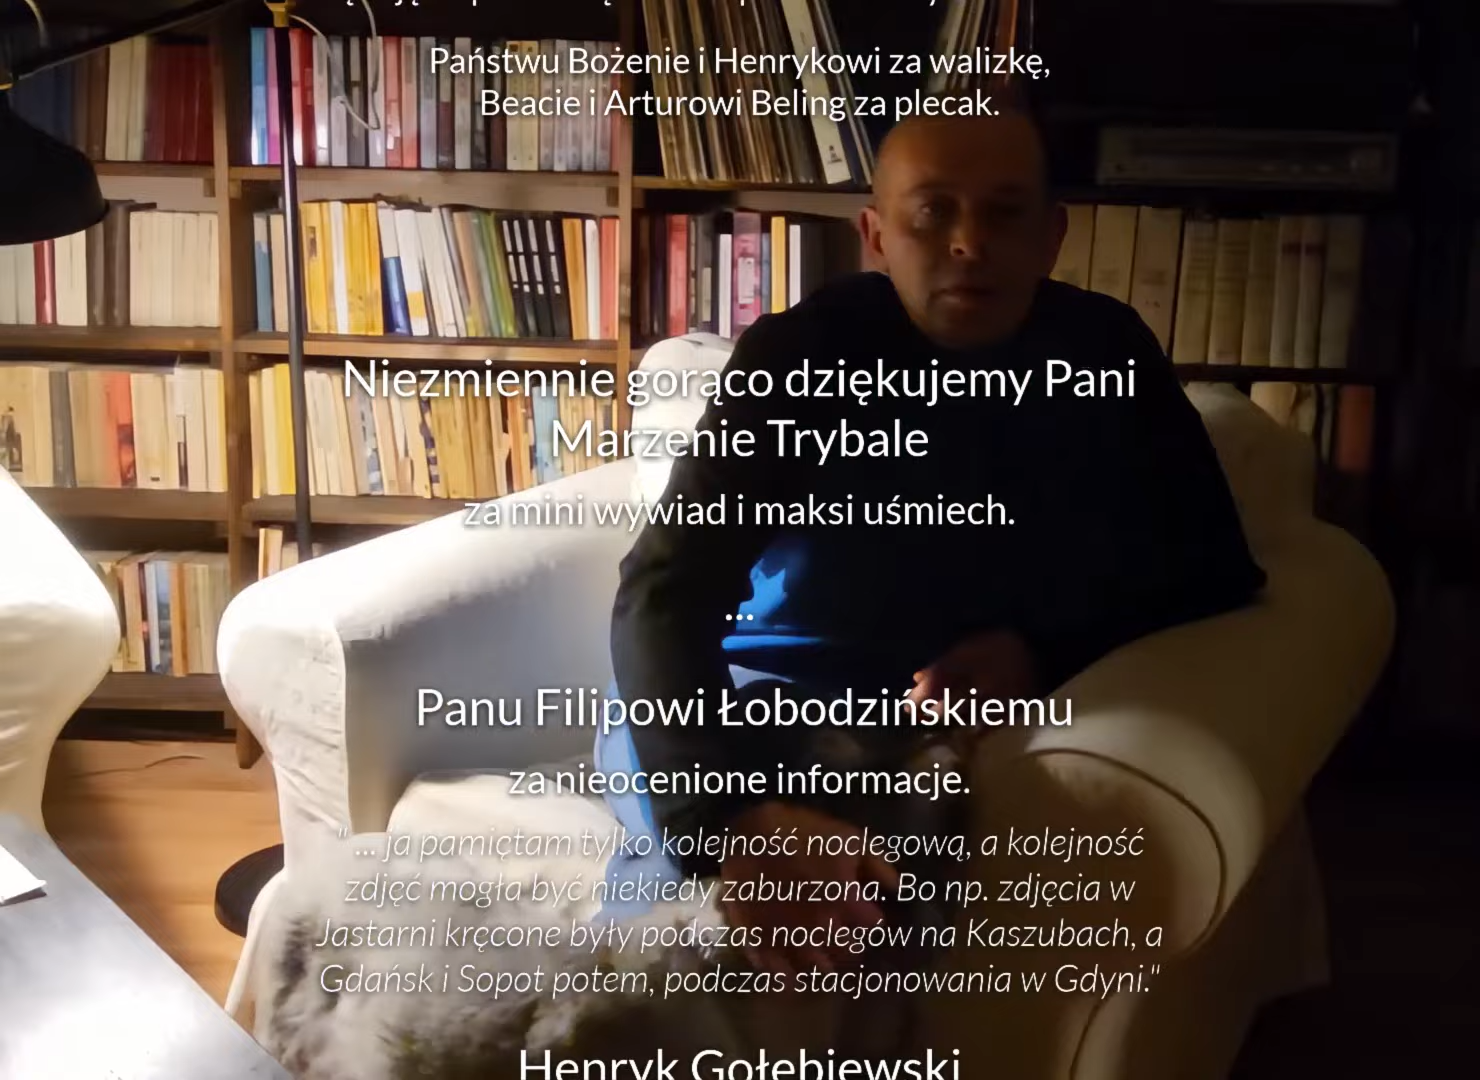 Państwu Bożenie i Henrykowi za walizkę,
Beacie i Arturowi Beling za plecak.
Niezmiennie gorąco dziękujemy Pani
Marzenie Trybale
za mini wywiad i maksi uśmiech.
...
Panu Filipowi Łobodzińskiemu
za nieocenione informacje.
"... ja pamiętam tylko kolejność noclegową, a kolejność
zdjęć mogła być niekiedy zaburzona. Bo np. zdjęcia w
Jastarni kręcone były podczas noclegów na Kaszubach, a
Gdańsk i Sopot potem, podczas stacjonowania w Gdyni."
Henryk Gołębiewski